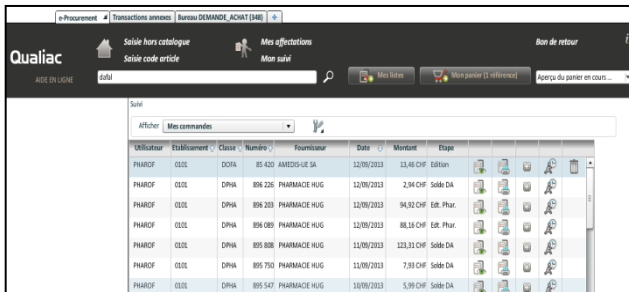 e-Procurement Transactions annexes Bureau DEMANDE_ACHAT (348)
Saisie hors catalogue Mes affectations Bon de retour
Qualiac Saisie code article Mon suivi
AIDE EN LIGNE dafal Mes listes Mon panier (1 référence) Aperçu du panier en cours ...
Suivi
Afficher Mes commandes
Utilisateur Etablissement Classe Numéro Fournisseur Date Montant Etape
PHAROF 0101 DOTA 85 420 AMEDIS-UE SA 12/09/2013 13,46 CHF Edition
PHAROF 0101 DPHA 896 226 PHARMACIE HUG 12/09/2013 2,94 CHF Solde DA
PHAROF 0101 DPHA 896 203 PHARMACIE HUG 12/09/2013 94,92 CHF Edt. Phar.
PHAROF 0101 DPHA 896 089 PHARMACIE HUG 12/09/2013 88,16 CHF Edt. Phar.
PHAROF 0101 DPHA 895 808 PHARMACIE HUG 11/09/2013 123,31 CHF Solde DA
PHAROF 0101 DPHA 895 750 PHARMACIE HUG 11/09/2013 7,93 CHF Solde DA
PHAROF 0101 DPHA 895 547 PHARMACIE HUG 10/09/2013 5,99 CHF Solde DA